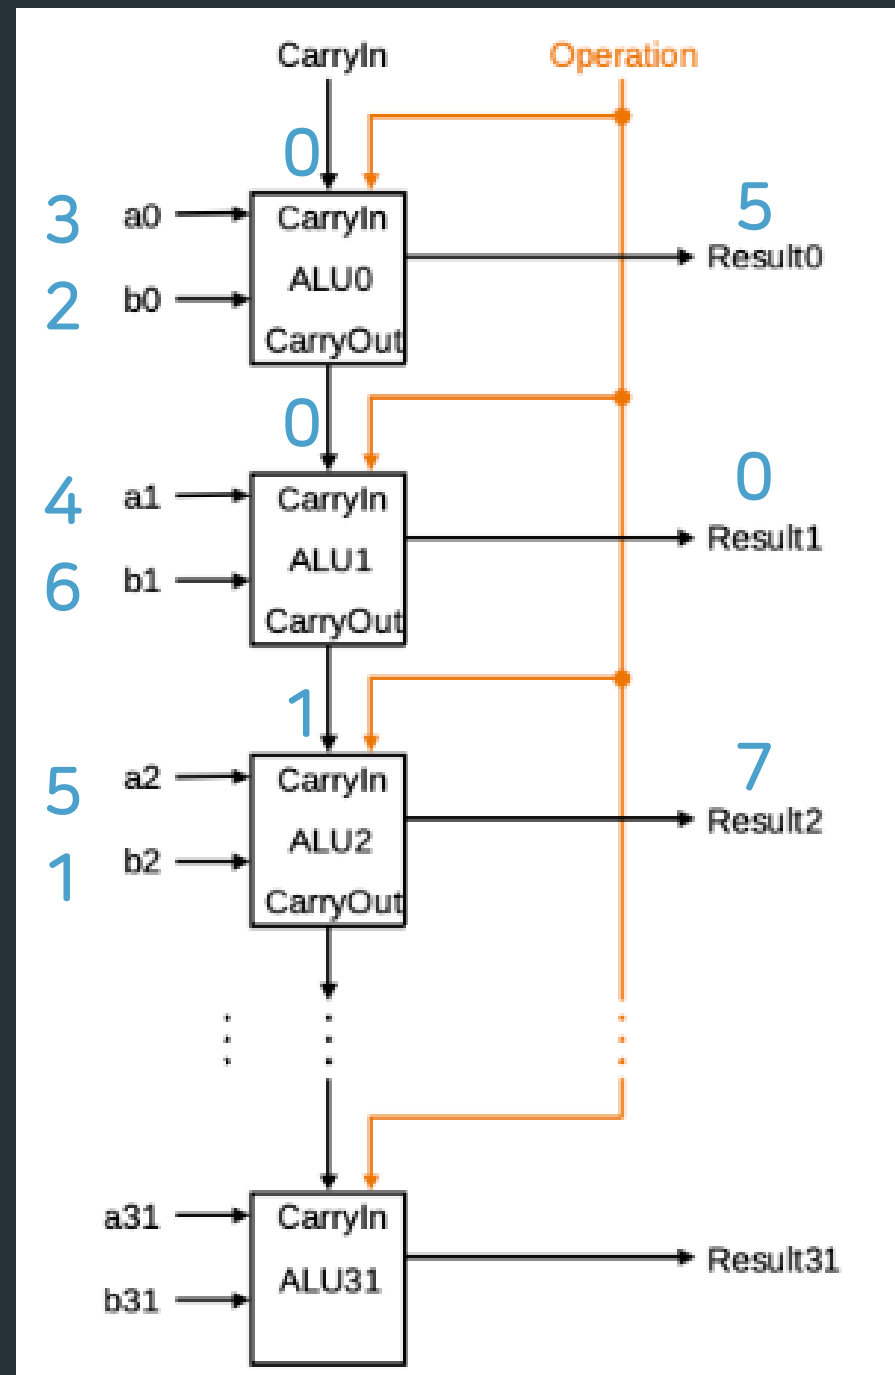 CarryIn Operation
0
3 a0 CarryIn 5
ALU0 Result0
2 b0
CarryOut
0
4 a1 CarryIn 0
ALU1 Result1
6 b1
CarryOut
1
5 a2 CarryIn 7
ALU2 Result2
1 b2
CarryOut
a31 CarryIn
ALU31 Result31
b31